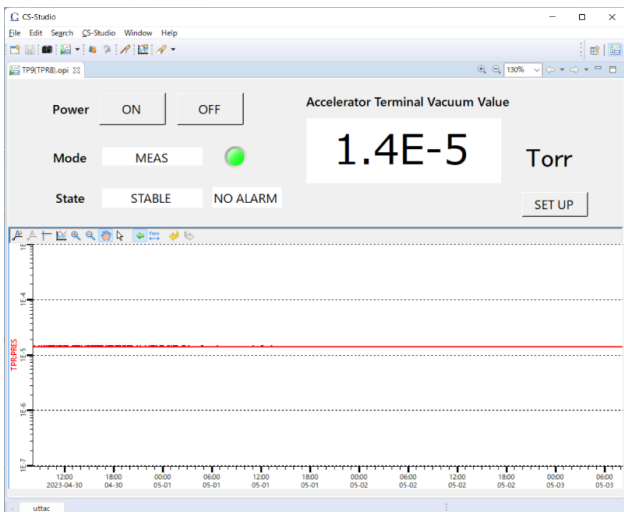 CS-Studio
File Edit Search CS-Studio Window Help
TP9(TPR8).opi
130%
Power ON OFF
Accelerator Terminal Vacuum Value
1.4E-5 Torr
Mode MEAS
State STABLE NO ALARM
SET UP
TPR:PRES
1E-4
1E-5
1E-6
1E-7
12:00 18:00 00:00 06:00 12:00 18:00 00:00 06:00 12:00 18:00 00:00 06:00
2023-04-30 04-30 05-01 05-01 05-01 05-01 05-02 05-02 05-02 05-02 05-03 05-03
uttac